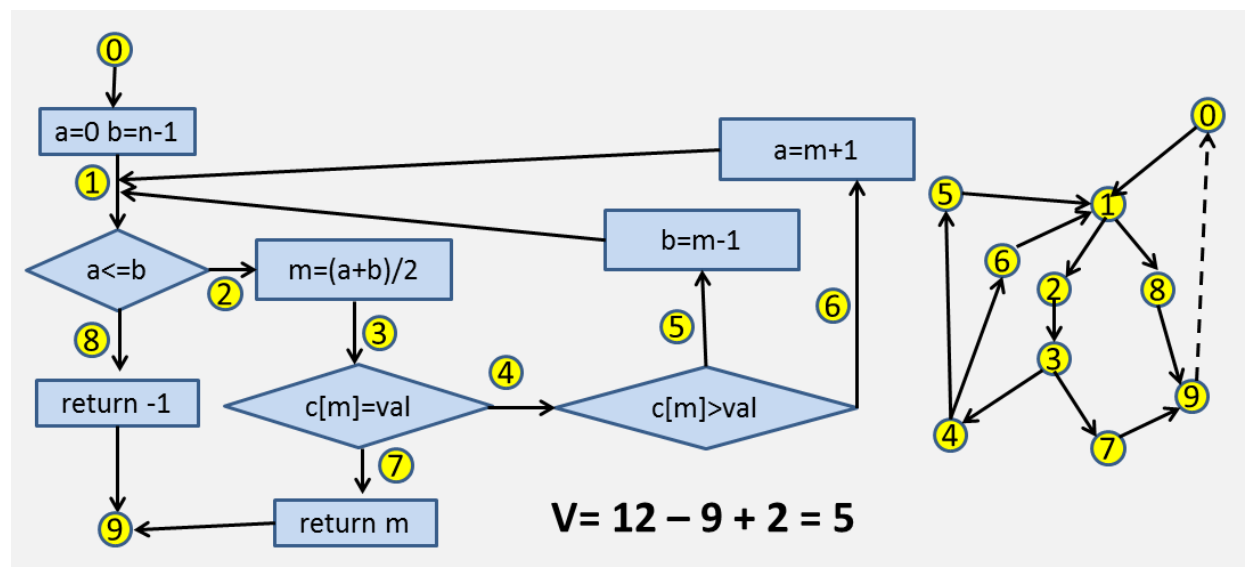 0
a=0 b=n-1
1
a<=b
2
m=(a+b)/2
8
return -1
9
3
c[m]=val
7
return m
4
c[m]>val
5
b=m-1
6
a=m+1
V= 12 – 9 + 2 = 5
0
5
1
6
2
8
3
9
4
7